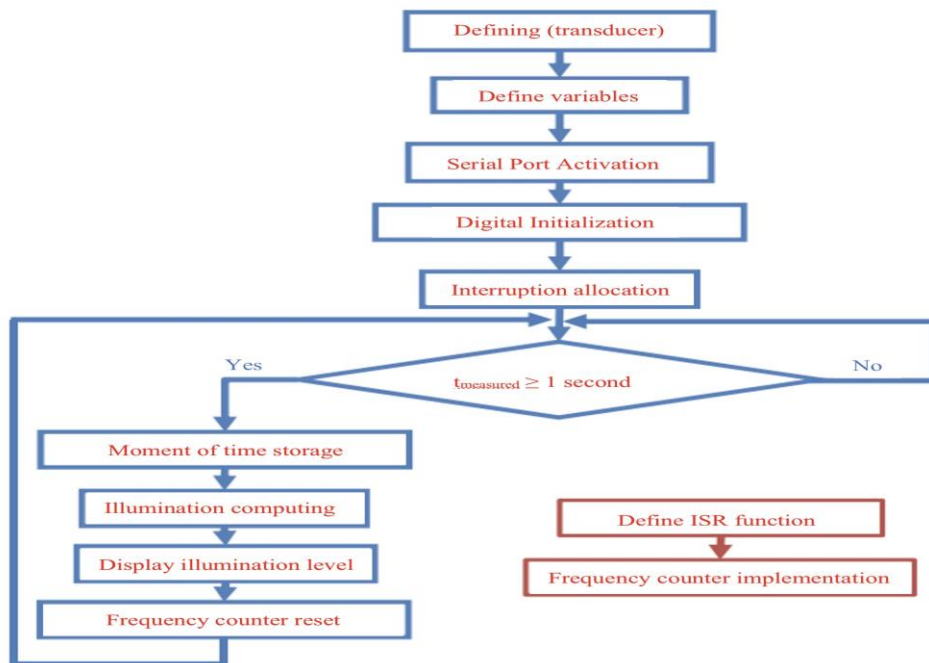 Defining (transducer)
Define variables
Serial Port Activation
Digital Initialization
Interruption allocation
Yes
No
tmeasured ≥ 1 second
Moment of time storage
Illumination computing
Display illumination level
Frequency counter reset
Define ISR function
Frequency counter implementation